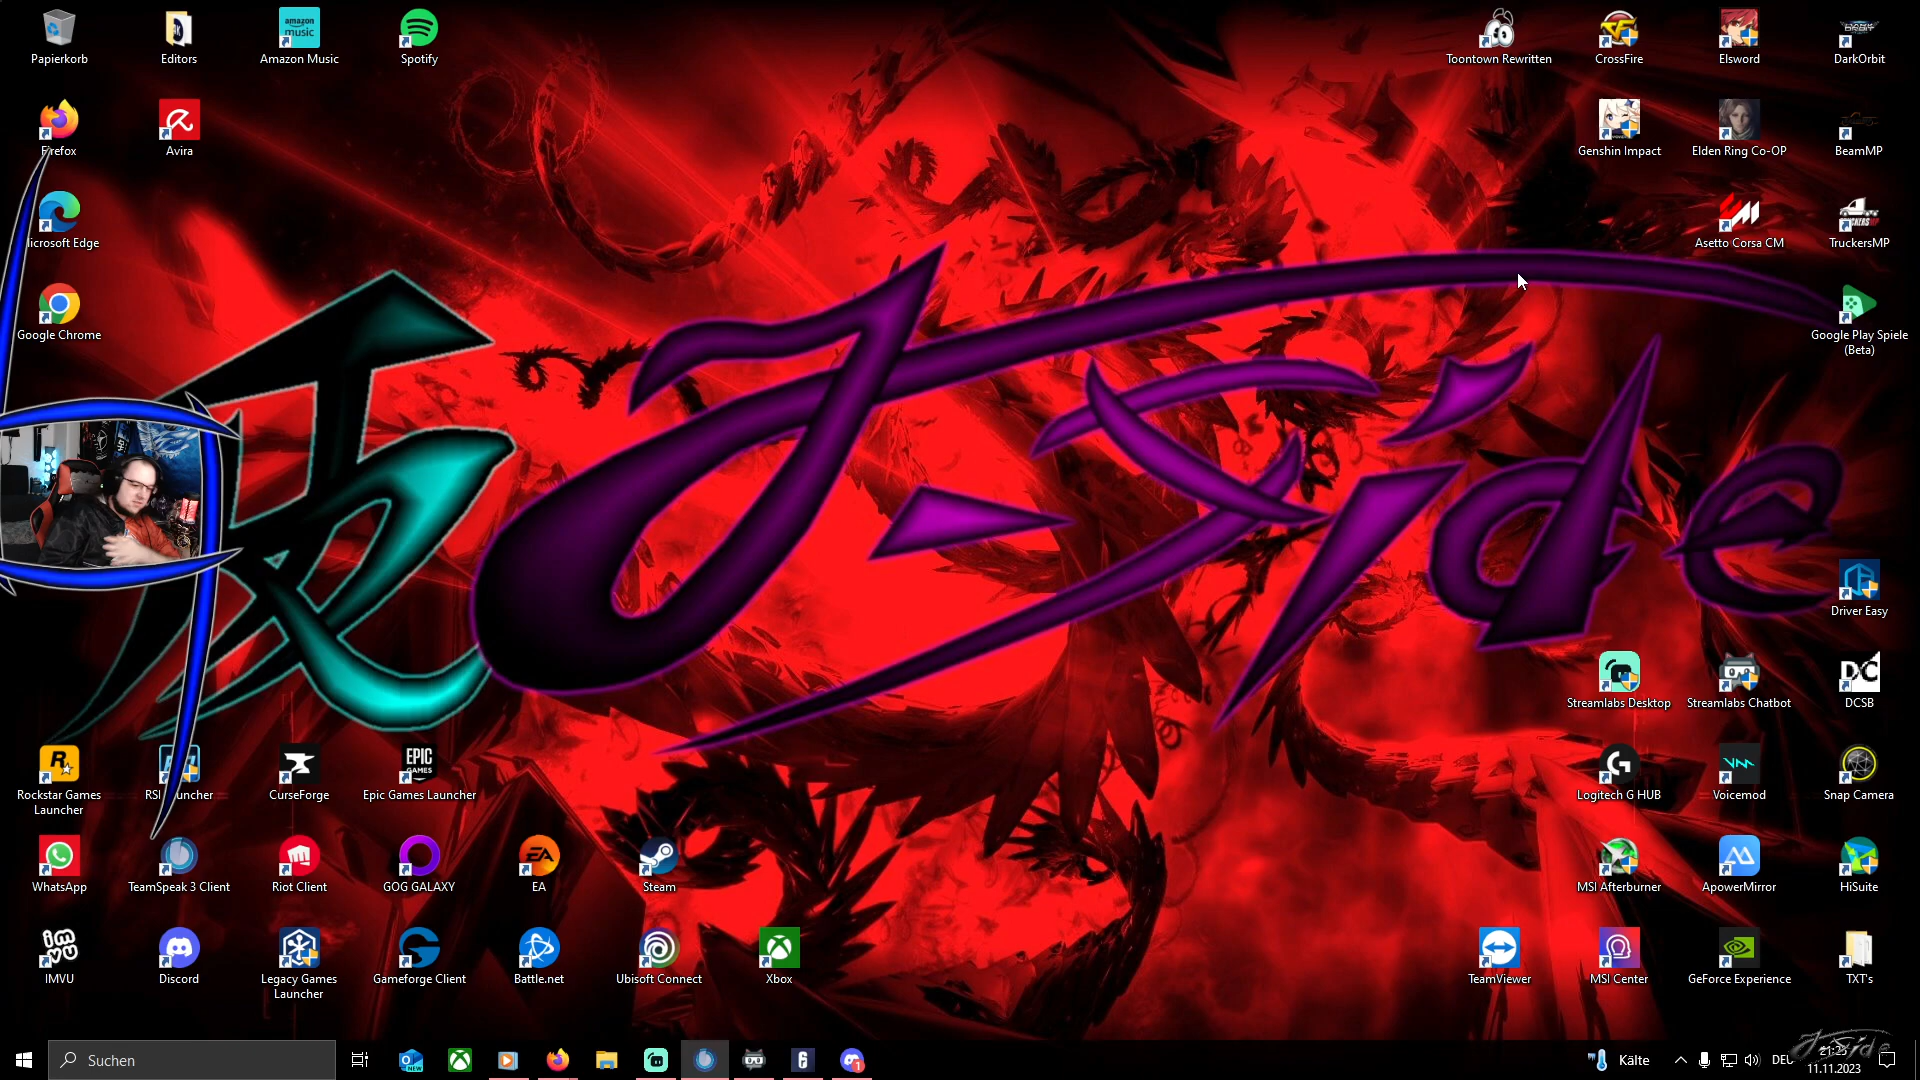 Papierkorb
Editors
Amazon Music
Spotify
Toontown Rewritten
CrossFire
Elsword
DarkOrbit
Firefox
Avira
Genshin Impact
Elden Ring Co-OP
BeamMP
icrosoft Edge
Asetto Corsa CM
TruckersMP
Google Chrome
Google Play Spiele
(Beta)
J-Side
Driver Easy
Streamlabs Desktop
Streamlabs Chatbot
DC
DCSB
EPIC
GAMES
Rockstar Games
Launcher
CurseForge
Epic Games Launcher
Logitech G HUB
Voicemod
Snap Camera
WhatsApp
TeamSpeak 3 Client
Riot Client
GOG GALAXY
EA
Steam
MSI Afterburner
ApowerMirror
HiSuite
IMVU
Discord
Legacy Games
Launcher
Gameforge Client
Battle.net
Ubisoft Connect
Xbox
TeamViewer
MSI Center
GeForce Experience
TXT's
Suchen
Kälte
DEU
11.11.2023